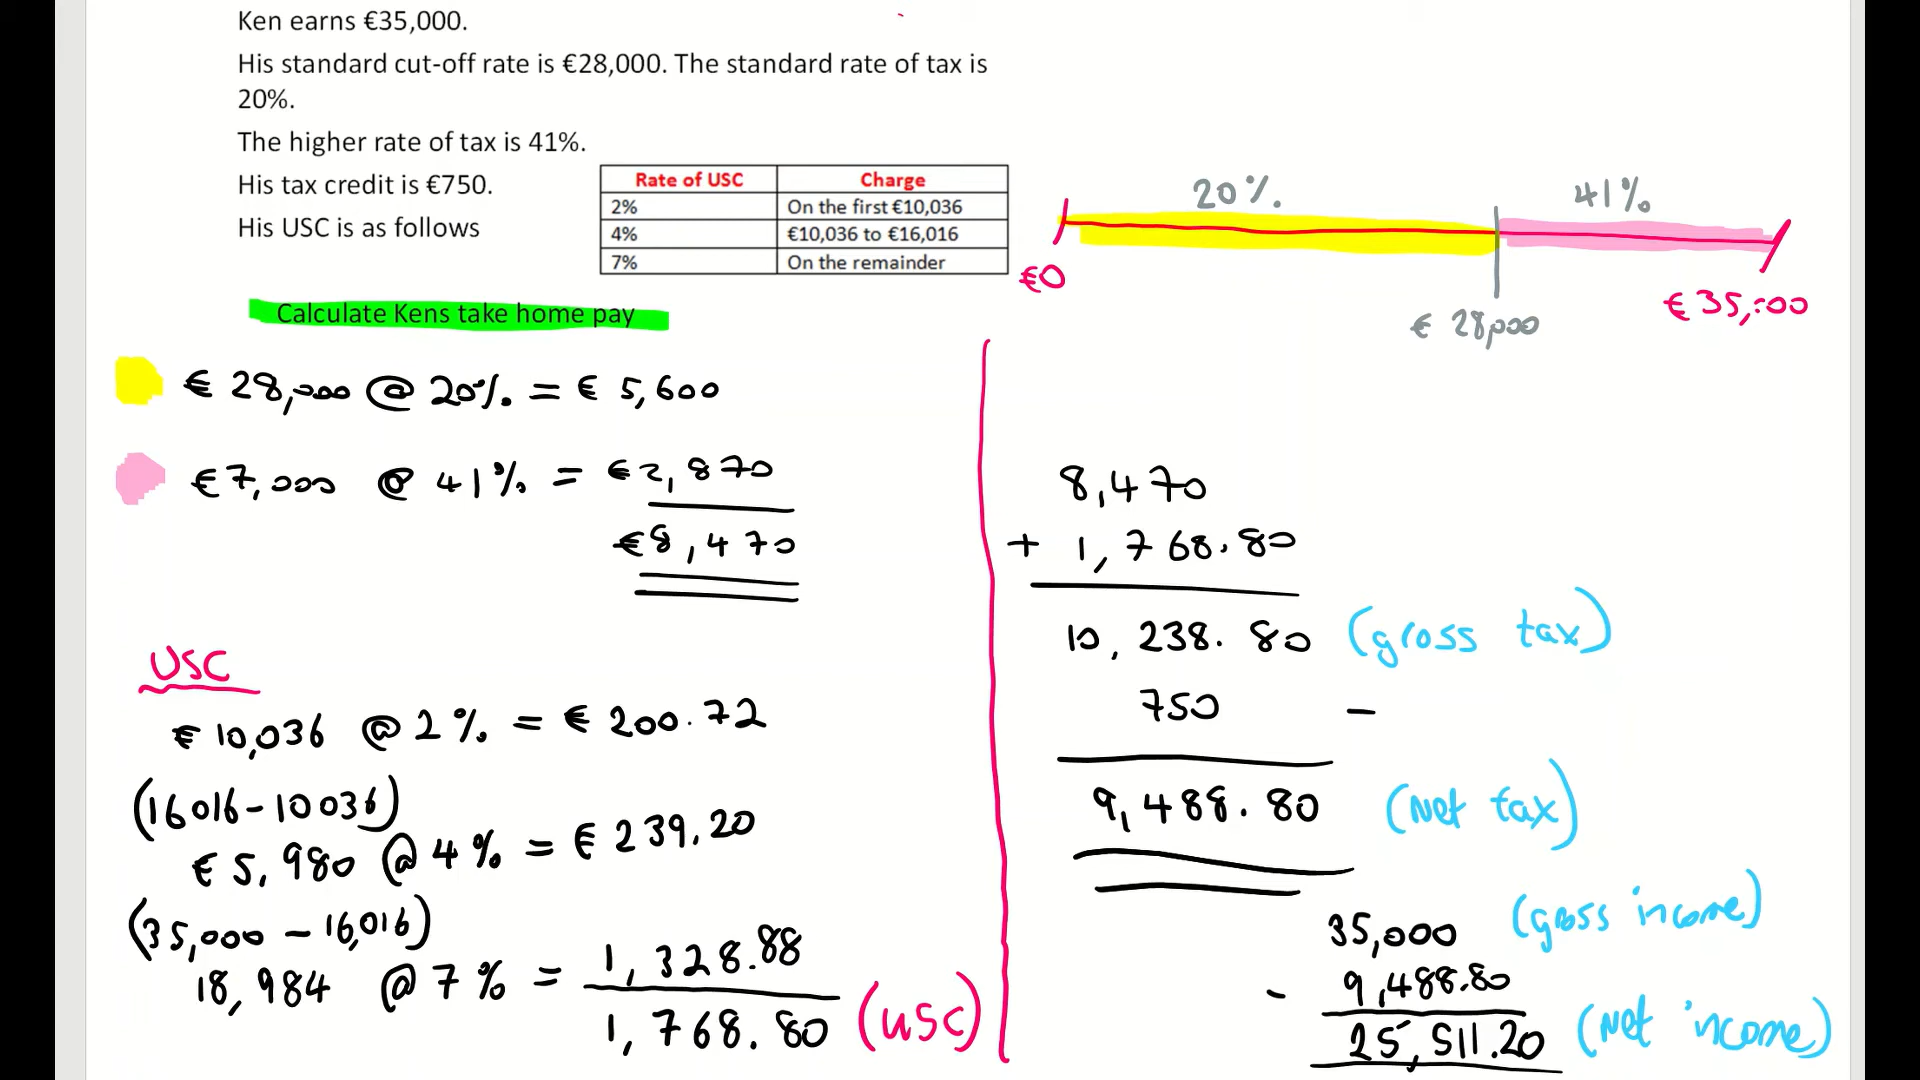 Ken earns €35,000.
His standard cut-off rate is €28,000. The standard rate of tax is
20%.
The higher rate of tax is 41%.
His tax credit is €750.
His USC is as follows
Rate of USC Charge
2% On the first €10,036
4% €10,036 to €16,016
7% On the remainder
20% 41%
€0
€ 28,000
€ 35,000
Calculate Kens take home pay
€ 28,000 @ 20% = € 5,600
€7,000 @ 41% = €2,870
€8,470
USC
€ 10,036 @ 2% = € 200.72
(16016-10036)
€ 5,980 @ 4% = € 239.20
(35,000 - 16,016)
18,984 @ 7% = 1,328.88
1,768.80 (USC)
8,470
+ 1,768.80
10,238.80 (gross tax)
750 -
9,488.80 (Net tax)
35,000 (gross income)
- 9,488.80
25,511.20 (Net income)